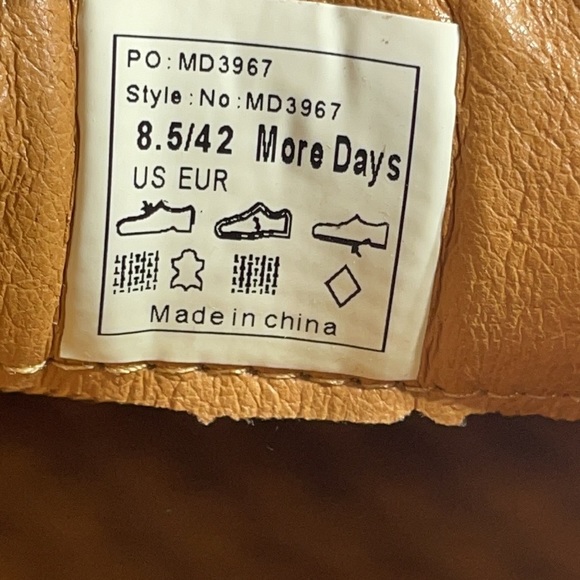 PO:MD3967
Style:No:MD3967
8.5/42 More Days
US EUR
Made in china